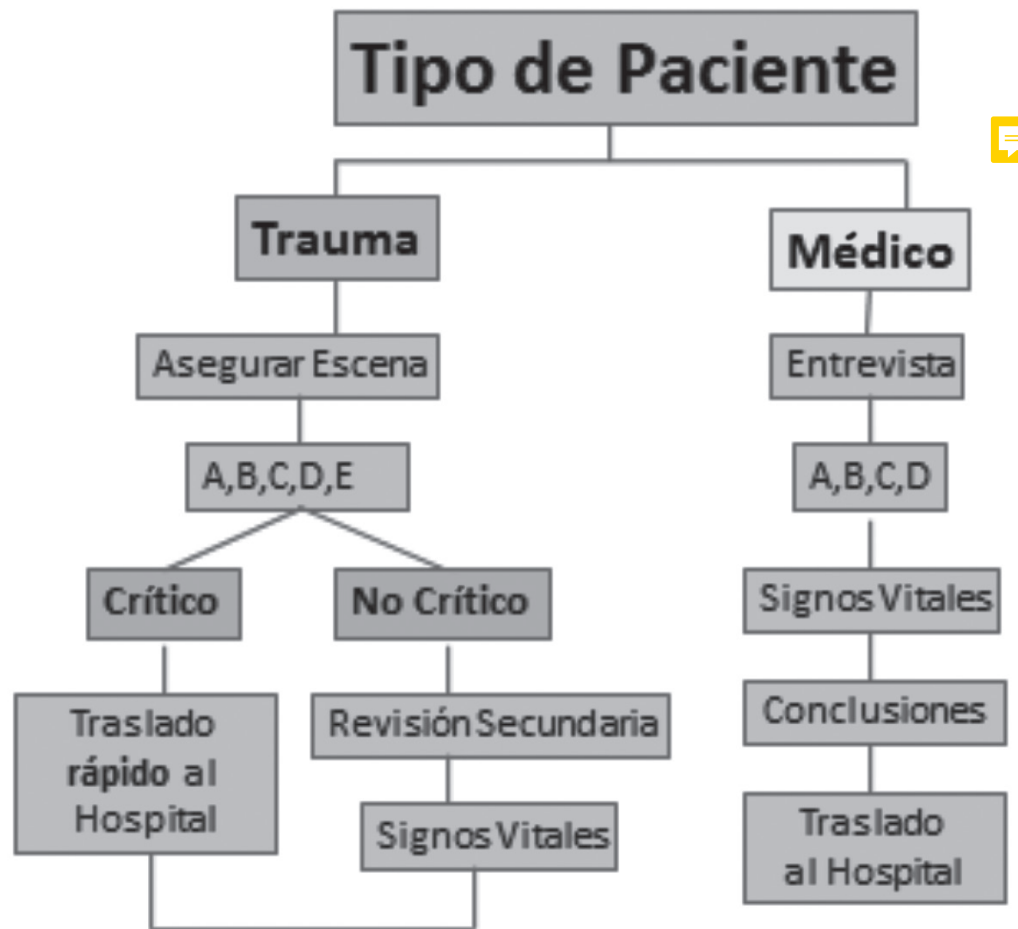 Tipo de Paciente
Trauma
Médico
Asegurar Escena
Entrevista
A,B,C,D,E
A,B,C,D
Crítico
No Crítico
Signos Vitales
Traslado
rápido al
Hospital
Revisión Secundaria
Conclusiones
Signos Vitales
Traslado
al Hospital